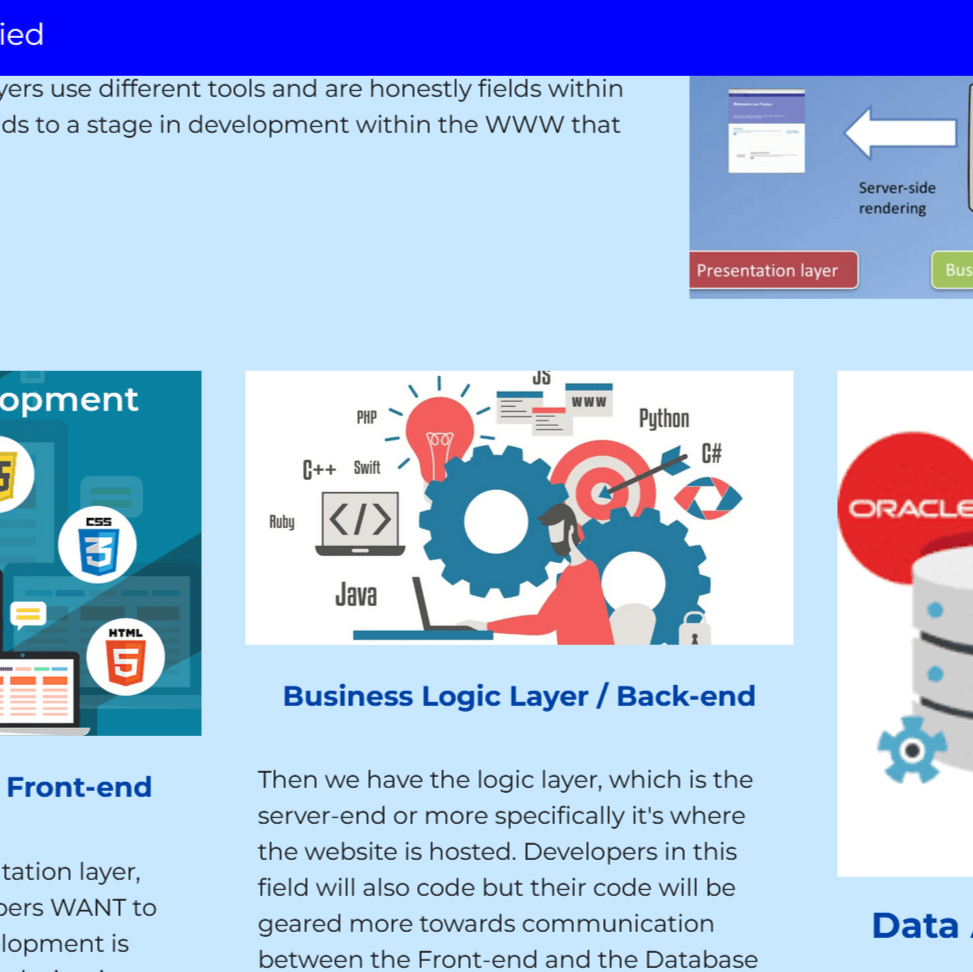 ied
yers use different tools and are honestly fields within
ds to a stage in development within the WWW that
Server-side
rendering
Presentation layer
Bus
opment
5
CSS
3
HTML
5
JS
WWW
PHP
Python
C++
Swift
C#
Ruby
</>
Java
ORACLE
Business Logic Layer / Back-end
Then we have the logic layer, which is the
server-end or more specifically it's where
the website is hosted. Developers in this
field will also code but their code will be
geared more towards communication
between the Front-end and the Database
Front-end
tation layer,
pers WANT to
lopment is
Data